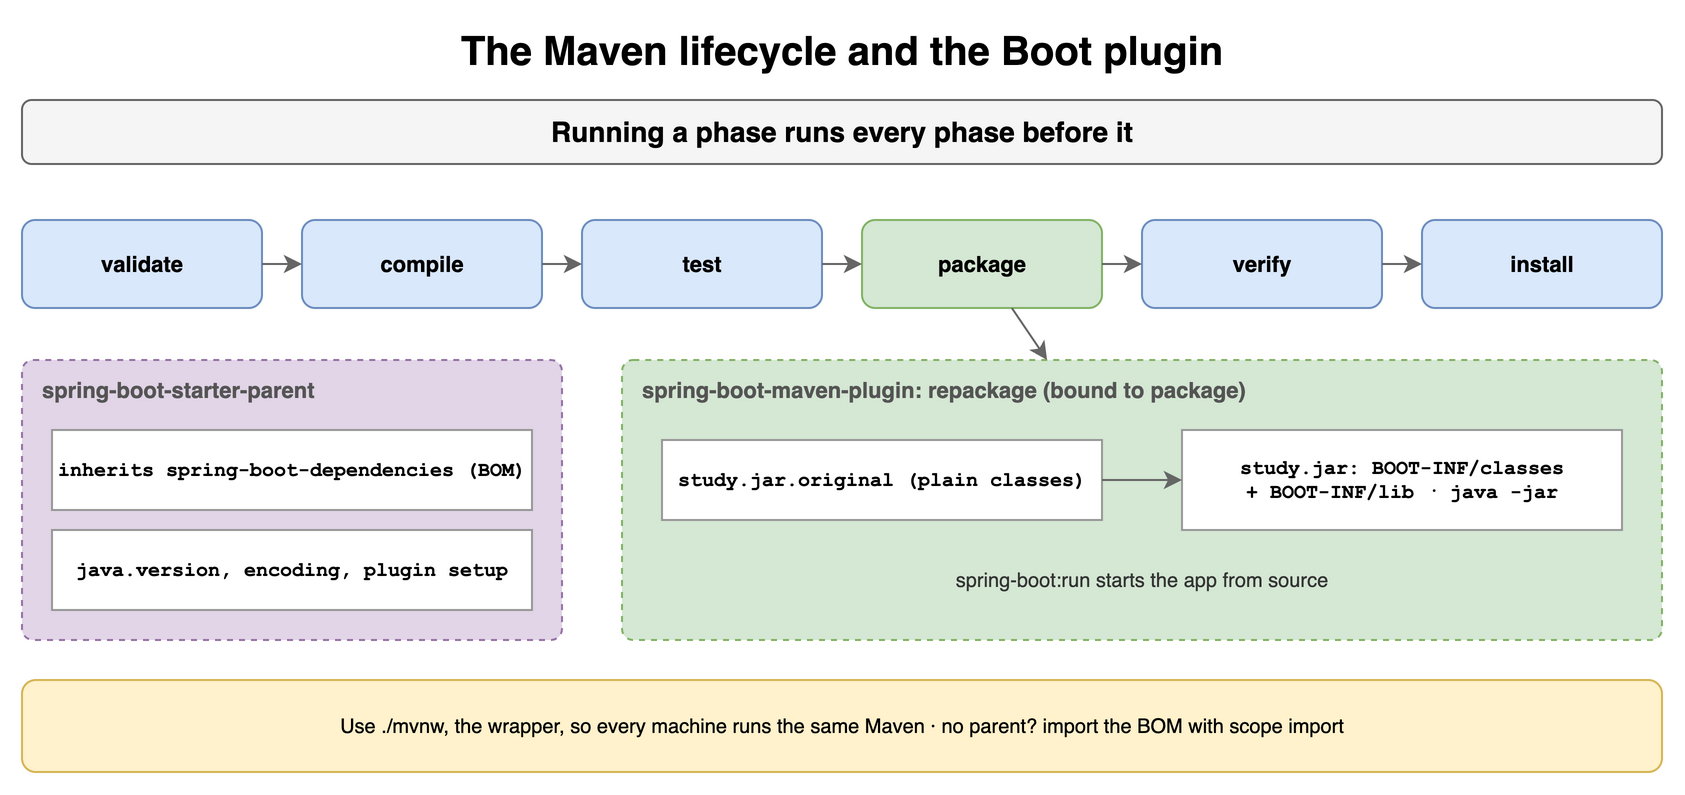 The Maven lifecycle and the Boot plugin
Running a phase runs every phase before it
validate
compile
test
package
verify
install
spring-boot-starter-parent
inherits spring-boot-dependencies (BOM)
java.version, encoding, plugin setup
spring-boot-maven-plugin: repackage (bound to package)
study.jar.original (plain classes)
study.jar: BOOT-INF/classes
+ BOOT-INF/lib · java -jar
spring-boot:run starts the app from source
Use ./mvnw, the wrapper, so every machine runs the same Maven · no parent? import the BOM with scope import